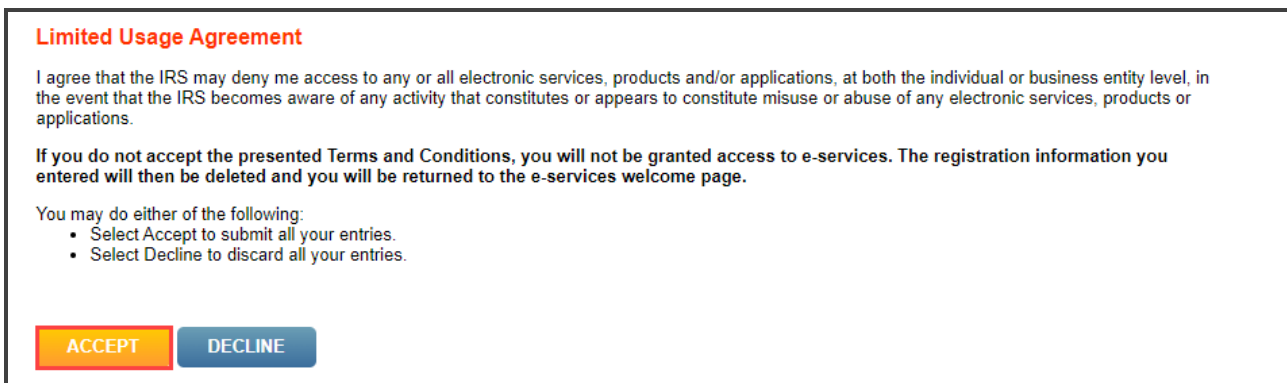 Limited Usage Agreement
I agree that the IRS may deny me access to any or all electronic services, products and/or applications, at both the individual or business entity level, in
the event that the IRS becomes aware of any activity that constitutes or appears to constitute misuse or abuse of any electronic services, products or
applications.
If you do not accept the presented Terms and Conditions, you will not be granted access to e-services. The registration information you
entered will then be deleted and you will be returned to the e-services welcome page.
You may do either of the following:
• Select Accept to submit all your entries.
• Select Decline to discard all your entries.
ACCEPT DECLINE